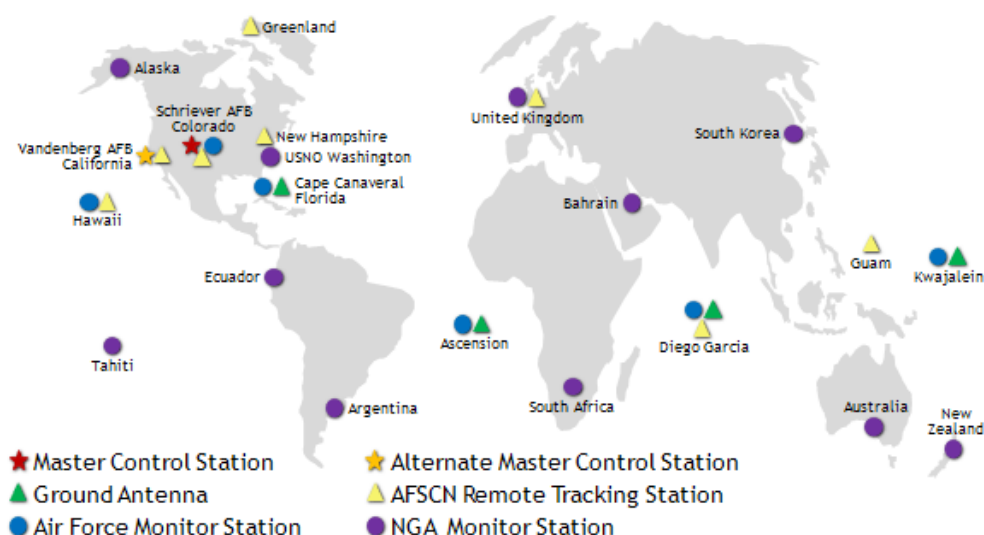 Greenland
Alaska
Schriever AFB
Colorado
New Hampshire
Vandenberg AFB
California
USNO Washington
Cape Canaveral
Florida
Hawaii
United Kingdom
South Korea
Bahrain
Guam
Kwajalein
Ecuador
Ascension
Diego Garcia
Tahiti
Argentina
South Africa
Australia
New
Zealand
Master Control Station
Alternate Master Control Station
Ground Antenna
AFSCN Remote Tracking Station
Air Force Monitor Station
NGA Monitor Station